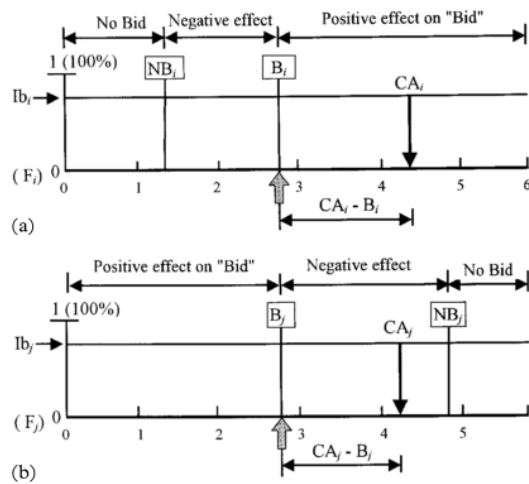 No Bid Negative effect Positive effect on "Bid"
1 (100%)
NBi Bi CAi
Ibi
0
(Fi) 0 1 2 3 4 5 6
CAi - Bi
(a)
Positive effect on "Bid" Negative effect No Bid
1 (100%)
Bj CAj NBj
Ibj
0
(Fj) 0 1 2 3 4 5
CAj - Bj
(b)